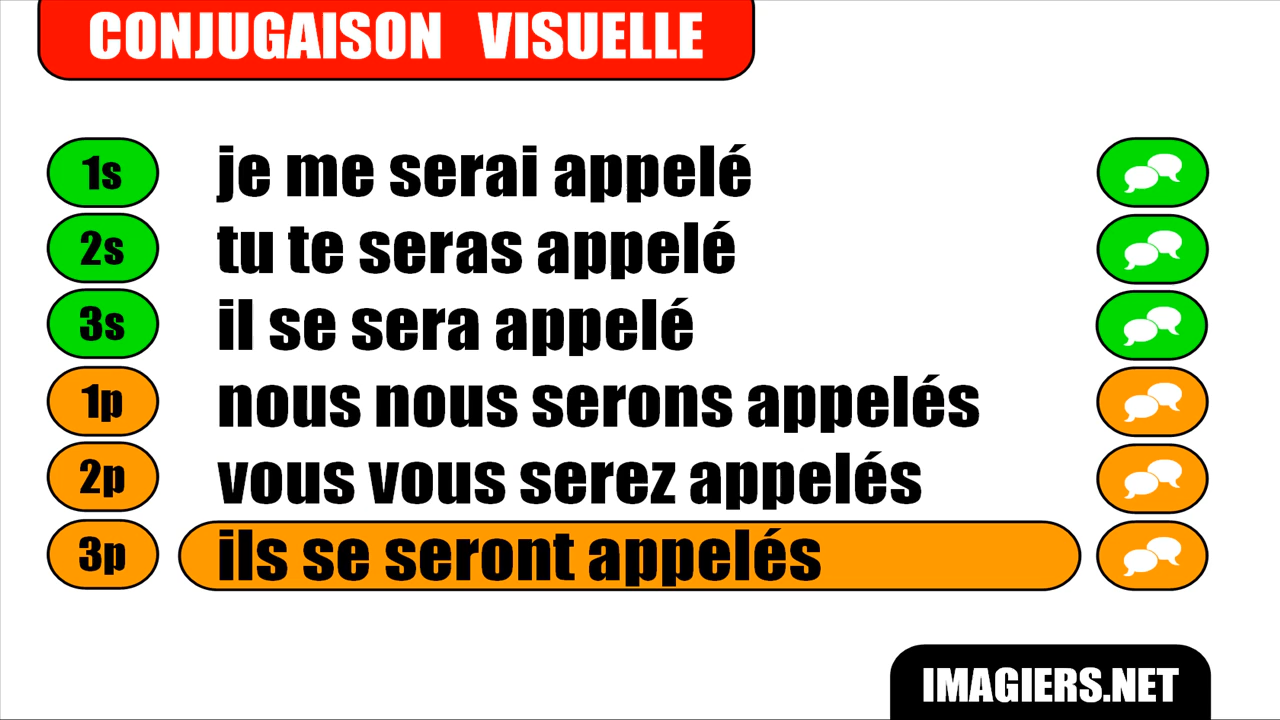 CONJUGAISON VISUELLE
1s je me serai appelé
2s tu te seras appelé
3s il se sera appelé
1p nous nous serons appelés
2p vous vous serez appelés
3p ils se seront appelés
IMAGIERS.NET